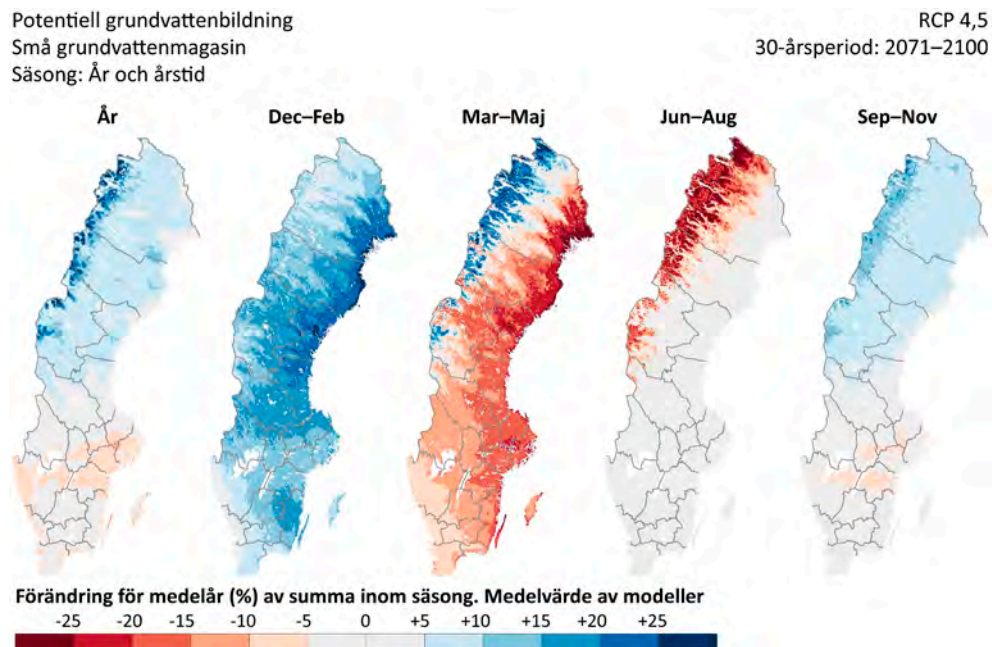 Potentiell grundvattenbildning
Små grundvattenmagasin
Säsong: År och årstid
RCP 4,5
30-årsperiod: 2071–2100
År Dec–Feb Mar–Maj Jun–Aug Sep–Nov
Förändring för medelår (%) av summa inom säsong. Medelvärde av modeller
-25 -20 -15 -10 -5 0 +5 +10 +15 +20 +25